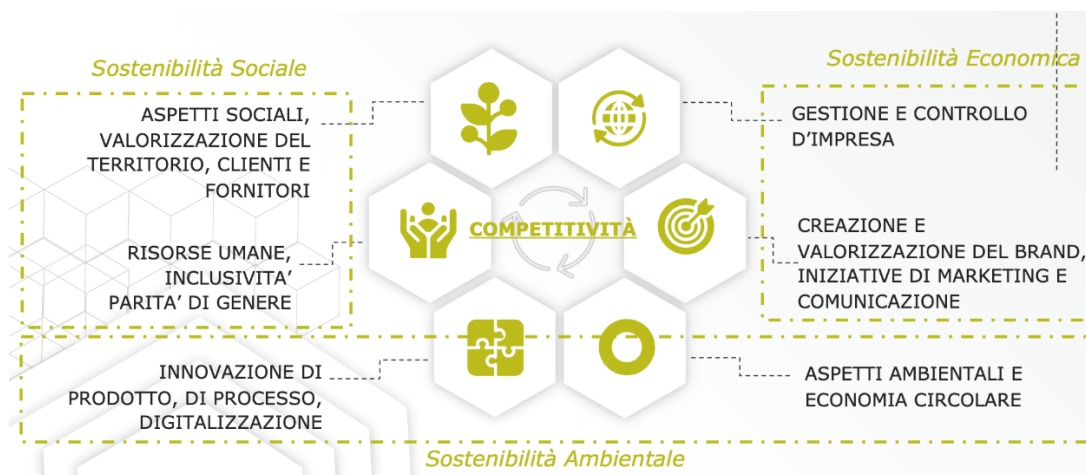 Sostenibilità Sociale
ASPETTI SOCIALI,
VALORIZZAZIONE DEL
TERRITORIO, CLIENTI E
FORNITORI
RISORSE UMANE,
INCLUSIVITA’
PARITA’ DI GENERE
COMPETITIVITÀ
Sostenibilità Economica
GESTIONE E CONTROLLO
D’IMPRESA
CREAZIONE E
VALORIZZAZIONE DEL BRAND,
INIZIATIVE DI MARKETING E
COMUNICAZIONE
INNOVAZIONE DI
PRODOTTO, DI PROCESSO,
DIGITALIZZAZIONE
ASPETTI AMBIENTALI E
ECONOMIA CIRCOLARE
Sostenibilità Ambientale